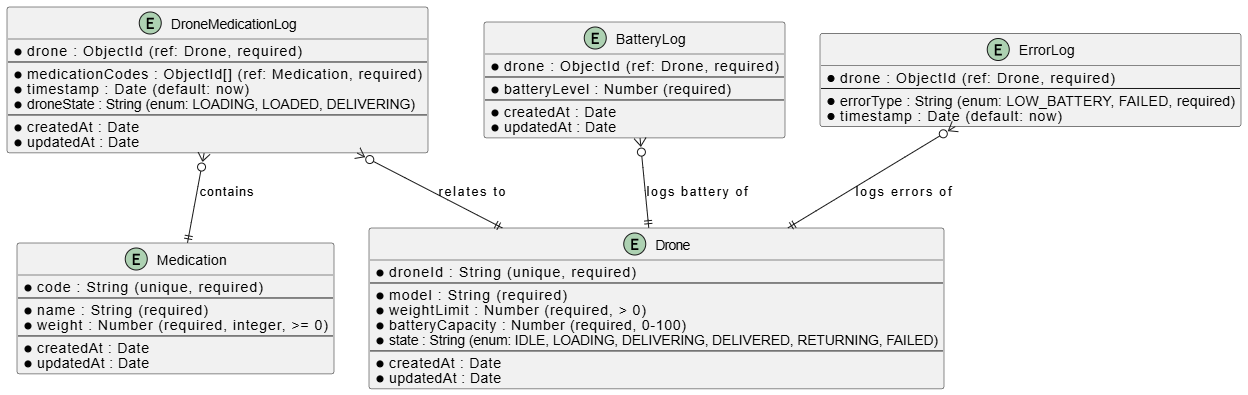 E DroneMedicationLog
drone : ObjectId (ref: Drone, required)
medicationCodes : ObjectId[] (ref: Medication, required)
timestamp : Date (default: now)
droneState : String (enum: LOADING, LOADED, DELIVERING)
createdAt : Date
updatedAt : Date
E BatteryLog
drone : ObjectId (ref: Drone, required)
batteryLevel : Number (required)
createdAt : Date
updatedAt : Date
E ErrorLog
drone : ObjectId (ref: Drone, required)
errorType : String (enum: LOW_BATTERY, FAILED, required)
timestamp : Date (default: now)
contains
relates to
logs battery of
logs errors of
E Medication
code : String (unique, required)
name : String (required)
weight : Number (required, integer, >= 0)
createdAt : Date
updatedAt : Date
E Drone
droneId : String (unique, required)
model : String (required)
weightLimit : Number (required, > 0)
batteryCapacity : Number (required, 0-100)
state : String (enum: IDLE, LOADING, DELIVERING, DELIVERED, RETURNING, FAILED)
createdAt : Date
updatedAt : Date